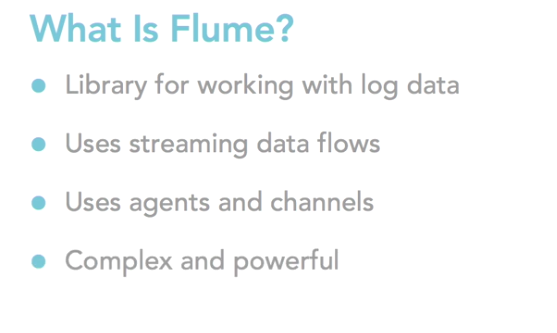 What Is Flume?
Library for working with log data
Uses streaming data flows
Uses agents and channels
Complex and powerful